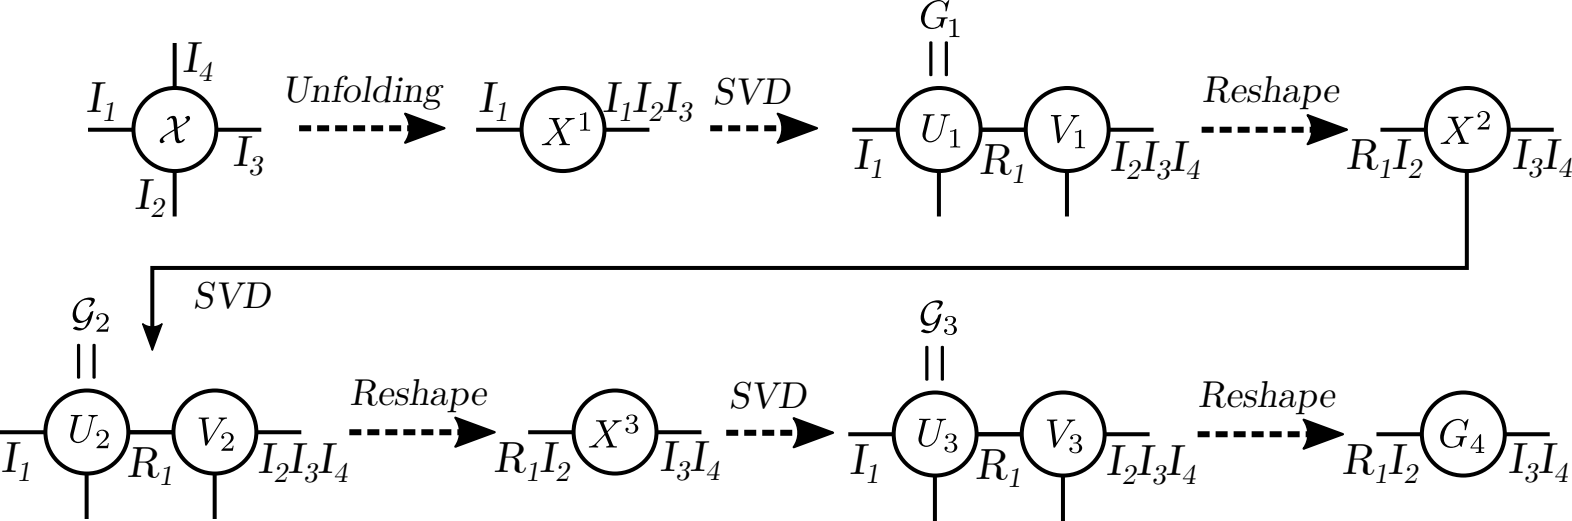 G₁
I₄
I₁ Unfolding I₁ I₁I₂I₃ SVD Reshape
𝒳 X¹ U₁ V₁ X²
I₃ I₁ R₁ I₂I₃I₄ R₁I₂ I₃I₄
I₂
SVD
𝒢₂ 𝒢₃
Reshape SVD Reshape
U₂ V₂ X³ U₃ V₃ G₄
I₁ R₁ I₂I₃I₄ R₁I₂ I₃I₄ I₁ R₁ I₂I₃I₄ R₁I₂ I₃I₄